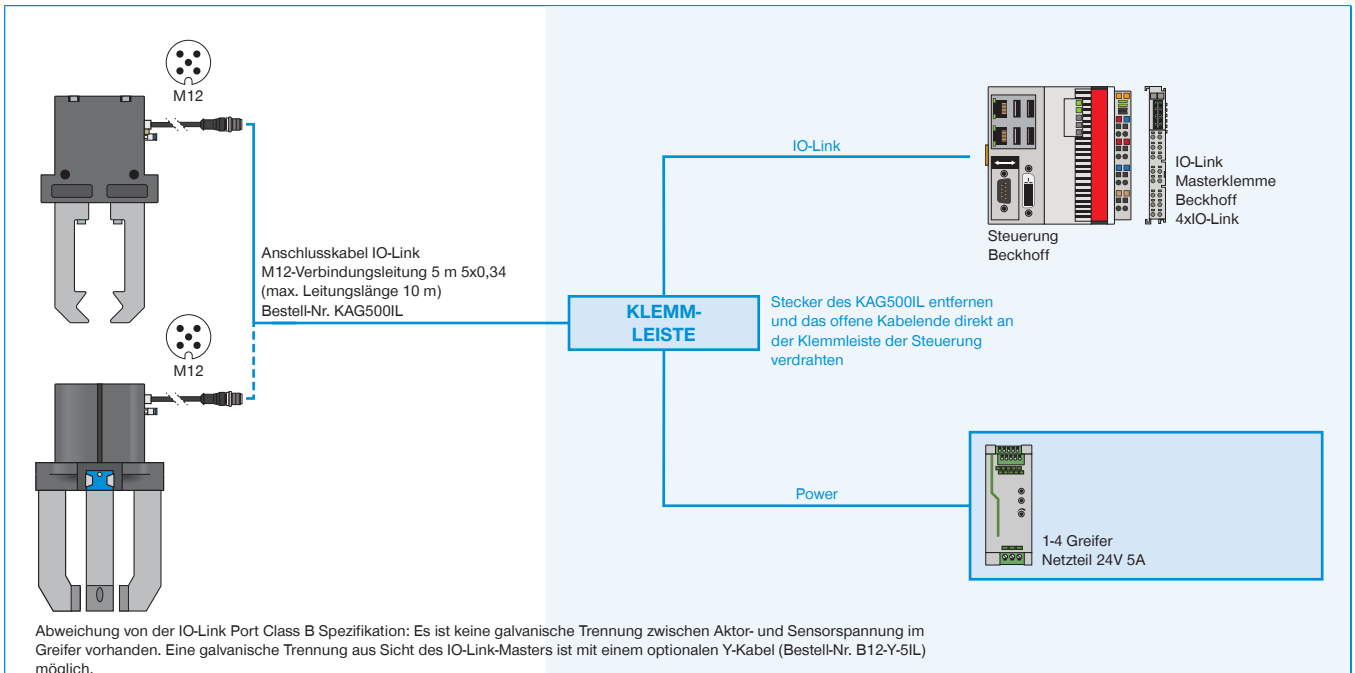 M12
Anschlusskabel IO-Link
M12-Verbindungsleitung 5 m 5x0,34
(max. Leitungslänge 10 m)
Bestell-Nr. KAG500IL
M12
IO-Link
Steuerung
Beckhoff
IO-Link
Masterklemme
Beckhoff
4xIO-Link
KLEMM-
LEISTE
Stecker des KAG500IL entfernen
und das offene Kabelende direkt an
der Klemmleiste der Steuerung
verdrahten
Power
1-4 Greifer
Netzteil 24V 5A
Abweichung von der IO-Link Port Class B Spezifikation: Es ist keine galvanische Trennung zwischen Aktor- und Sensorspannung im
Greifer vorhanden. Eine galvanische Trennung aus Sicht des IO-Link-Masters ist mit einem optionalen Y-Kabel (Bestell-Nr. B12-Y-5IL)
möglich.